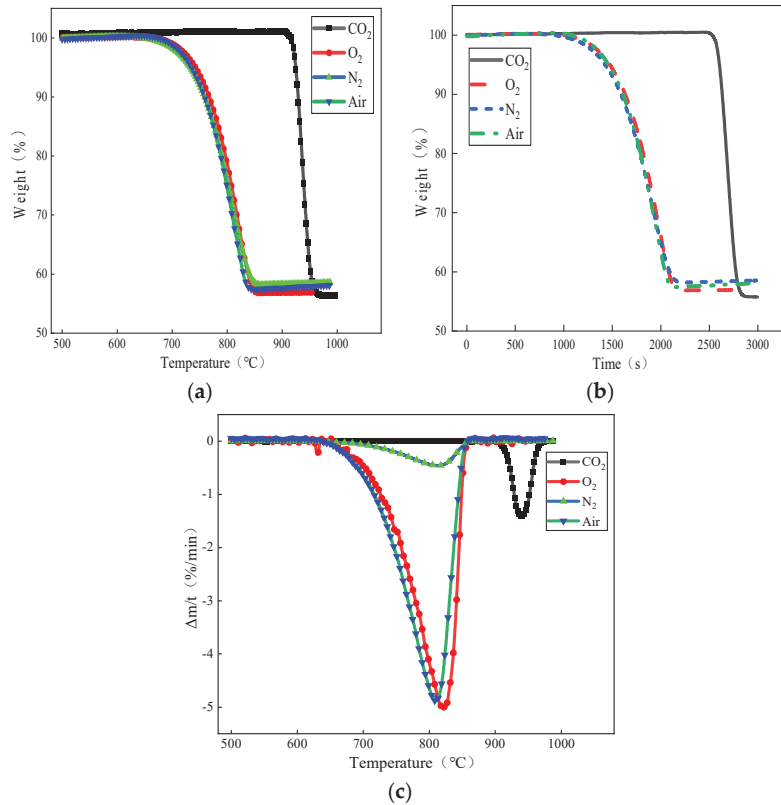 CO₂
O₂
N₂
Air
100
90
80
70
60
50
Weight（%）
500 600 700 800 900 1000
Temperature（℃）
(a)
CO₂
O₂
N₂
Air
100
90
80
70
60
50
Weight（%）
0 500 1000 1500 2000 2500 3000
Time（s）
(b)
CO₂
O₂
N₂
Air
0
-1
-2
-3
-4
-5
Δm/t（%/min）
500 600 700 800 900 1000
Temperature（℃）
(c)